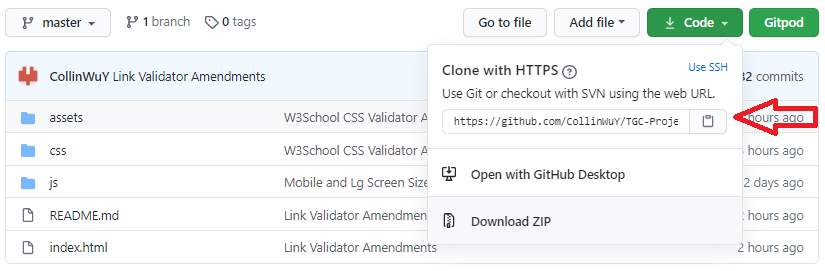 master 1 branch 0 tags Go to file Add file Code Gitpod
CollinWuY Link Validator Amendments 32 commits
Clone with HTTPS Use SSH
Use Git or checkout with SVN using the web URL.
https://github.com/CollinWuY/TGC-Proje
assets W3School CSS Validator A hours ago
css W3School CSS Validator A hours ago
js Mobile and Lg Screen Size 2 days ago
Open with GitHub Desktop
README.md Link Validator Amendments hours ago
Download ZIP
index.html Link Validator Amendments hours ago